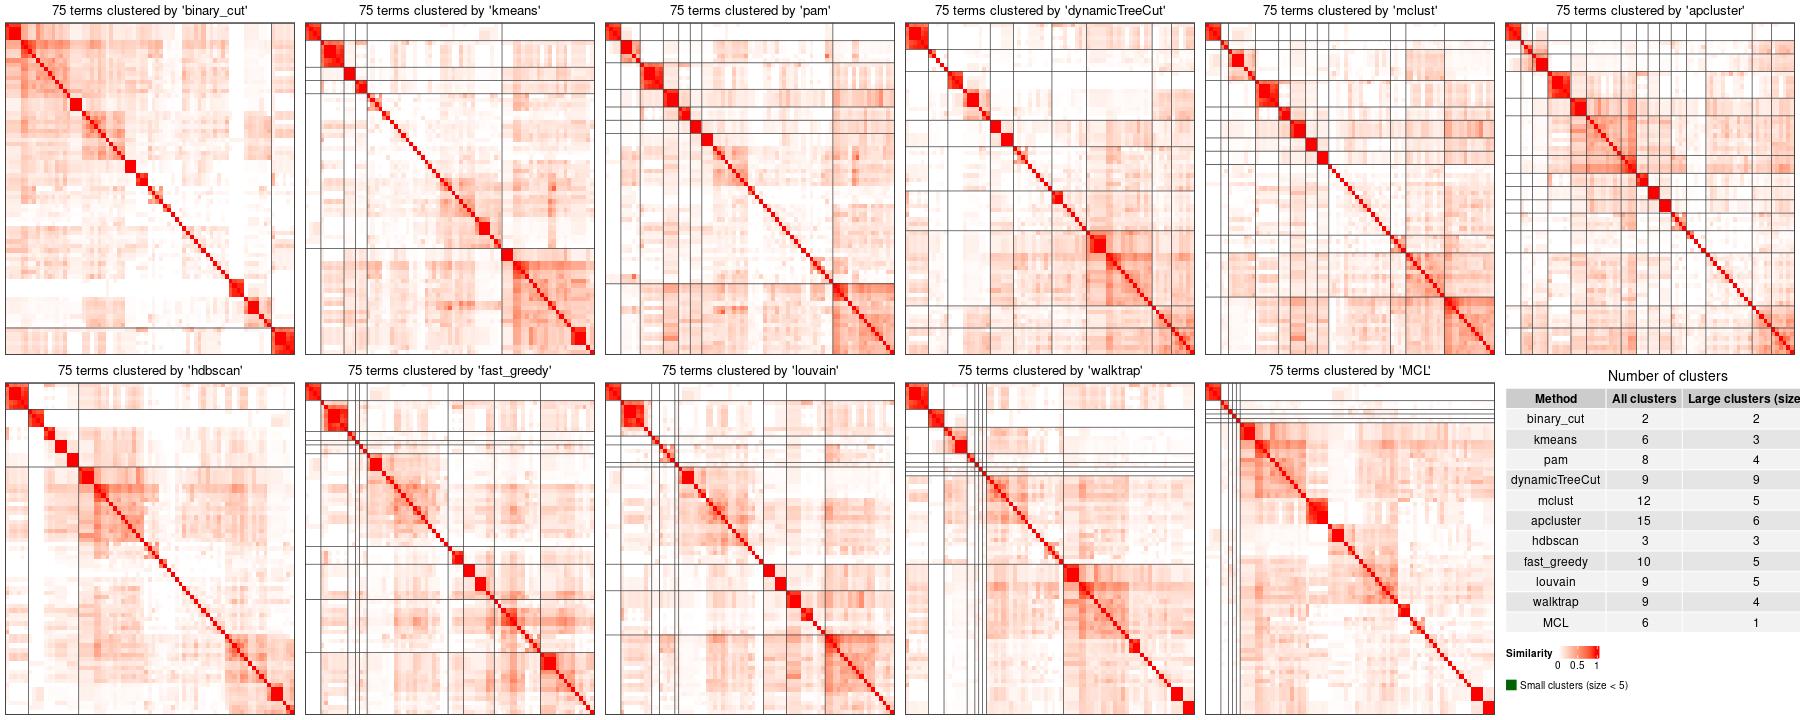 75 terms clustered by 'binary_cut'
75 terms clustered by 'kmeans'
75 terms clustered by 'pam'
75 terms clustered by 'dynamicTreeCut'
75 terms clustered by 'mclust'
75 terms clustered by 'apcluster'
75 terms clustered by 'hdbscan'
75 terms clustered by 'fast_greedy'
75 terms clustered by 'louvain'
75 terms clustered by 'walktrap'
75 terms clustered by 'MCL'
Number of clusters
Method All clusters Large clusters (size
binary_cut 2 2
kmeans 6 3
pam 8 4
dynamicTreeCut 9 9
mclust 12 5
apcluster 15 6
hdbscan 3 3
fast_greedy 10 5
louvain 9 5
walktrap 9 4
MCL 6 1
Similarity
0 0.5 1
Small clusters (size < 5)